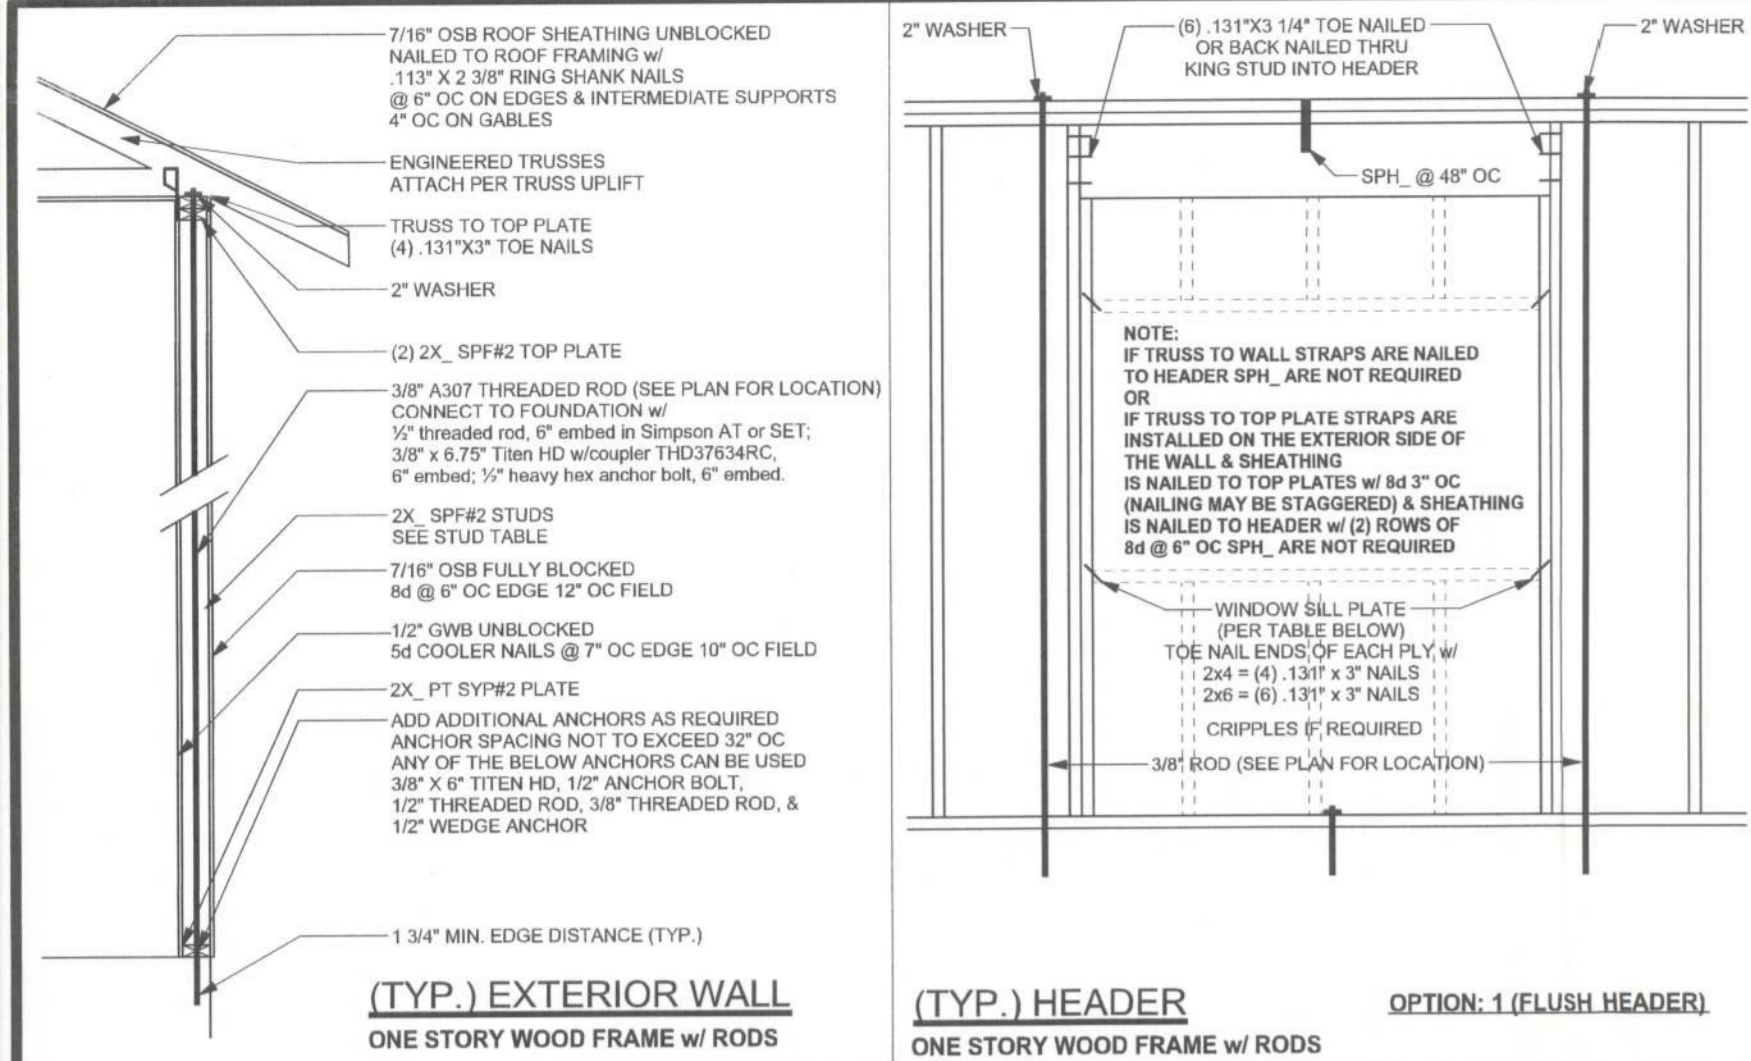 7/16" OSB ROOF SHEATHING UNBLOCKED
NAILED TO ROOF FRAMING w/
.113" X 2 3/8" RING SHANK NAILS
@ 6" OC ON EDGES & INTERMEDIATE SUPPORTS
4" OC ON GABLES
ENGINEERED TRUSSES
ATTACH PER TRUSS UPLIFT
TRUSS TO TOP PLATE
(4) .131"X3" TOE NAILS
2" WASHER
(2) 2X_ SPF#2 TOP PLATE
3/8" A307 THREADED ROD (SEE PLAN FOR LOCATION)
CONNECT TO FOUNDATION w/
½" threaded rod, 6" embed in Simpson AT or SET;
3/8" x 6.75" Titen HD w/coupler THD37634RC,
6" embed; ½" heavy hex anchor bolt, 6" embed.
2X_ SPF#2 STUDS
SEE STUD TABLE
7/16" OSB FULLY BLOCKED
8d @ 6" OC EDGE 12" OC FIELD
1/2" GWB UNBLOCKED
5d COOLER NAILS @ 7" OC EDGE 10" OC FIELD
2X_ PT SYP#2 PLATE
ADD ADDITIONAL ANCHORS AS REQUIRED
ANCHOR SPACING NOT TO EXCEED 32" OC
ANY OF THE BELOW ANCHORS CAN BE USED
3/8" X 6" TITEN HD, 1/2" ANCHOR BOLT,
1/2" THREADED ROD, 3/8" THREADED ROD, &
1/2" WEDGE ANCHOR
1 3/4" MIN. EDGE DISTANCE (TYP.)
(TYP.) EXTERIOR WALL
ONE STORY WOOD FRAME w/ RODS
2" WASHER
(6) .131"X3 1/4" TOE NAILED
OR BACK NAILED THRU
KING STUD INTO HEADER
2" WASHER
SPH_ @ 48" OC
NOTE:
IF TRUSS TO WALL STRAPS ARE NAILED
TO HEADER SPH_ ARE NOT REQUIRED
OR
IF TRUSS TO TOP PLATE STRAPS ARE
INSTALLED ON THE EXTERIOR SIDE OF
THE WALL & SHEATHING
IS NAILED TO TOP PLATES w/ 8d 3" OC
(NAILING MAY BE STAGGERED) & SHEATHING
IS NAILED TO HEADER w/ (2) ROWS OF
8d @ 6" OC SPH_ ARE NOT REQUIRED
WINDOW SILL PLATE
(PER TABLE BELOW)
TOE NAIL ENDS OF EACH PLY w/
2x4 = (4) .131" x 3" NAILS
2x6 = (6) .131" x 3" NAILS
CRIPPLES IF REQUIRED
3/8" ROD (SEE PLAN FOR LOCATION)
(TYP.) HEADER
OPTION: 1 (FLUSH HEADER)
ONE STORY WOOD FRAME w/ RODS